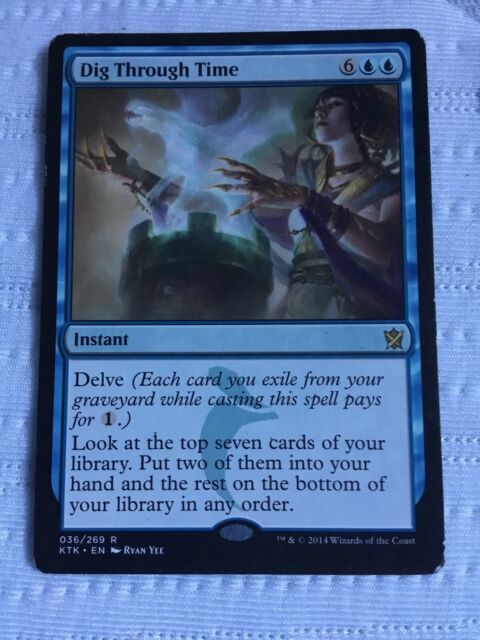 Dig Through Time 6
Instant
Delve (Each card you exile from your
graveyard while casting this spell pays
for 1.)
Look at the top seven cards of your
library. Put two of them into your
hand and the rest on the bottom of
your library in any order.
036/269 R
KTK • EN Ryan Yee
™ & © 2014 Wizards of the Coast